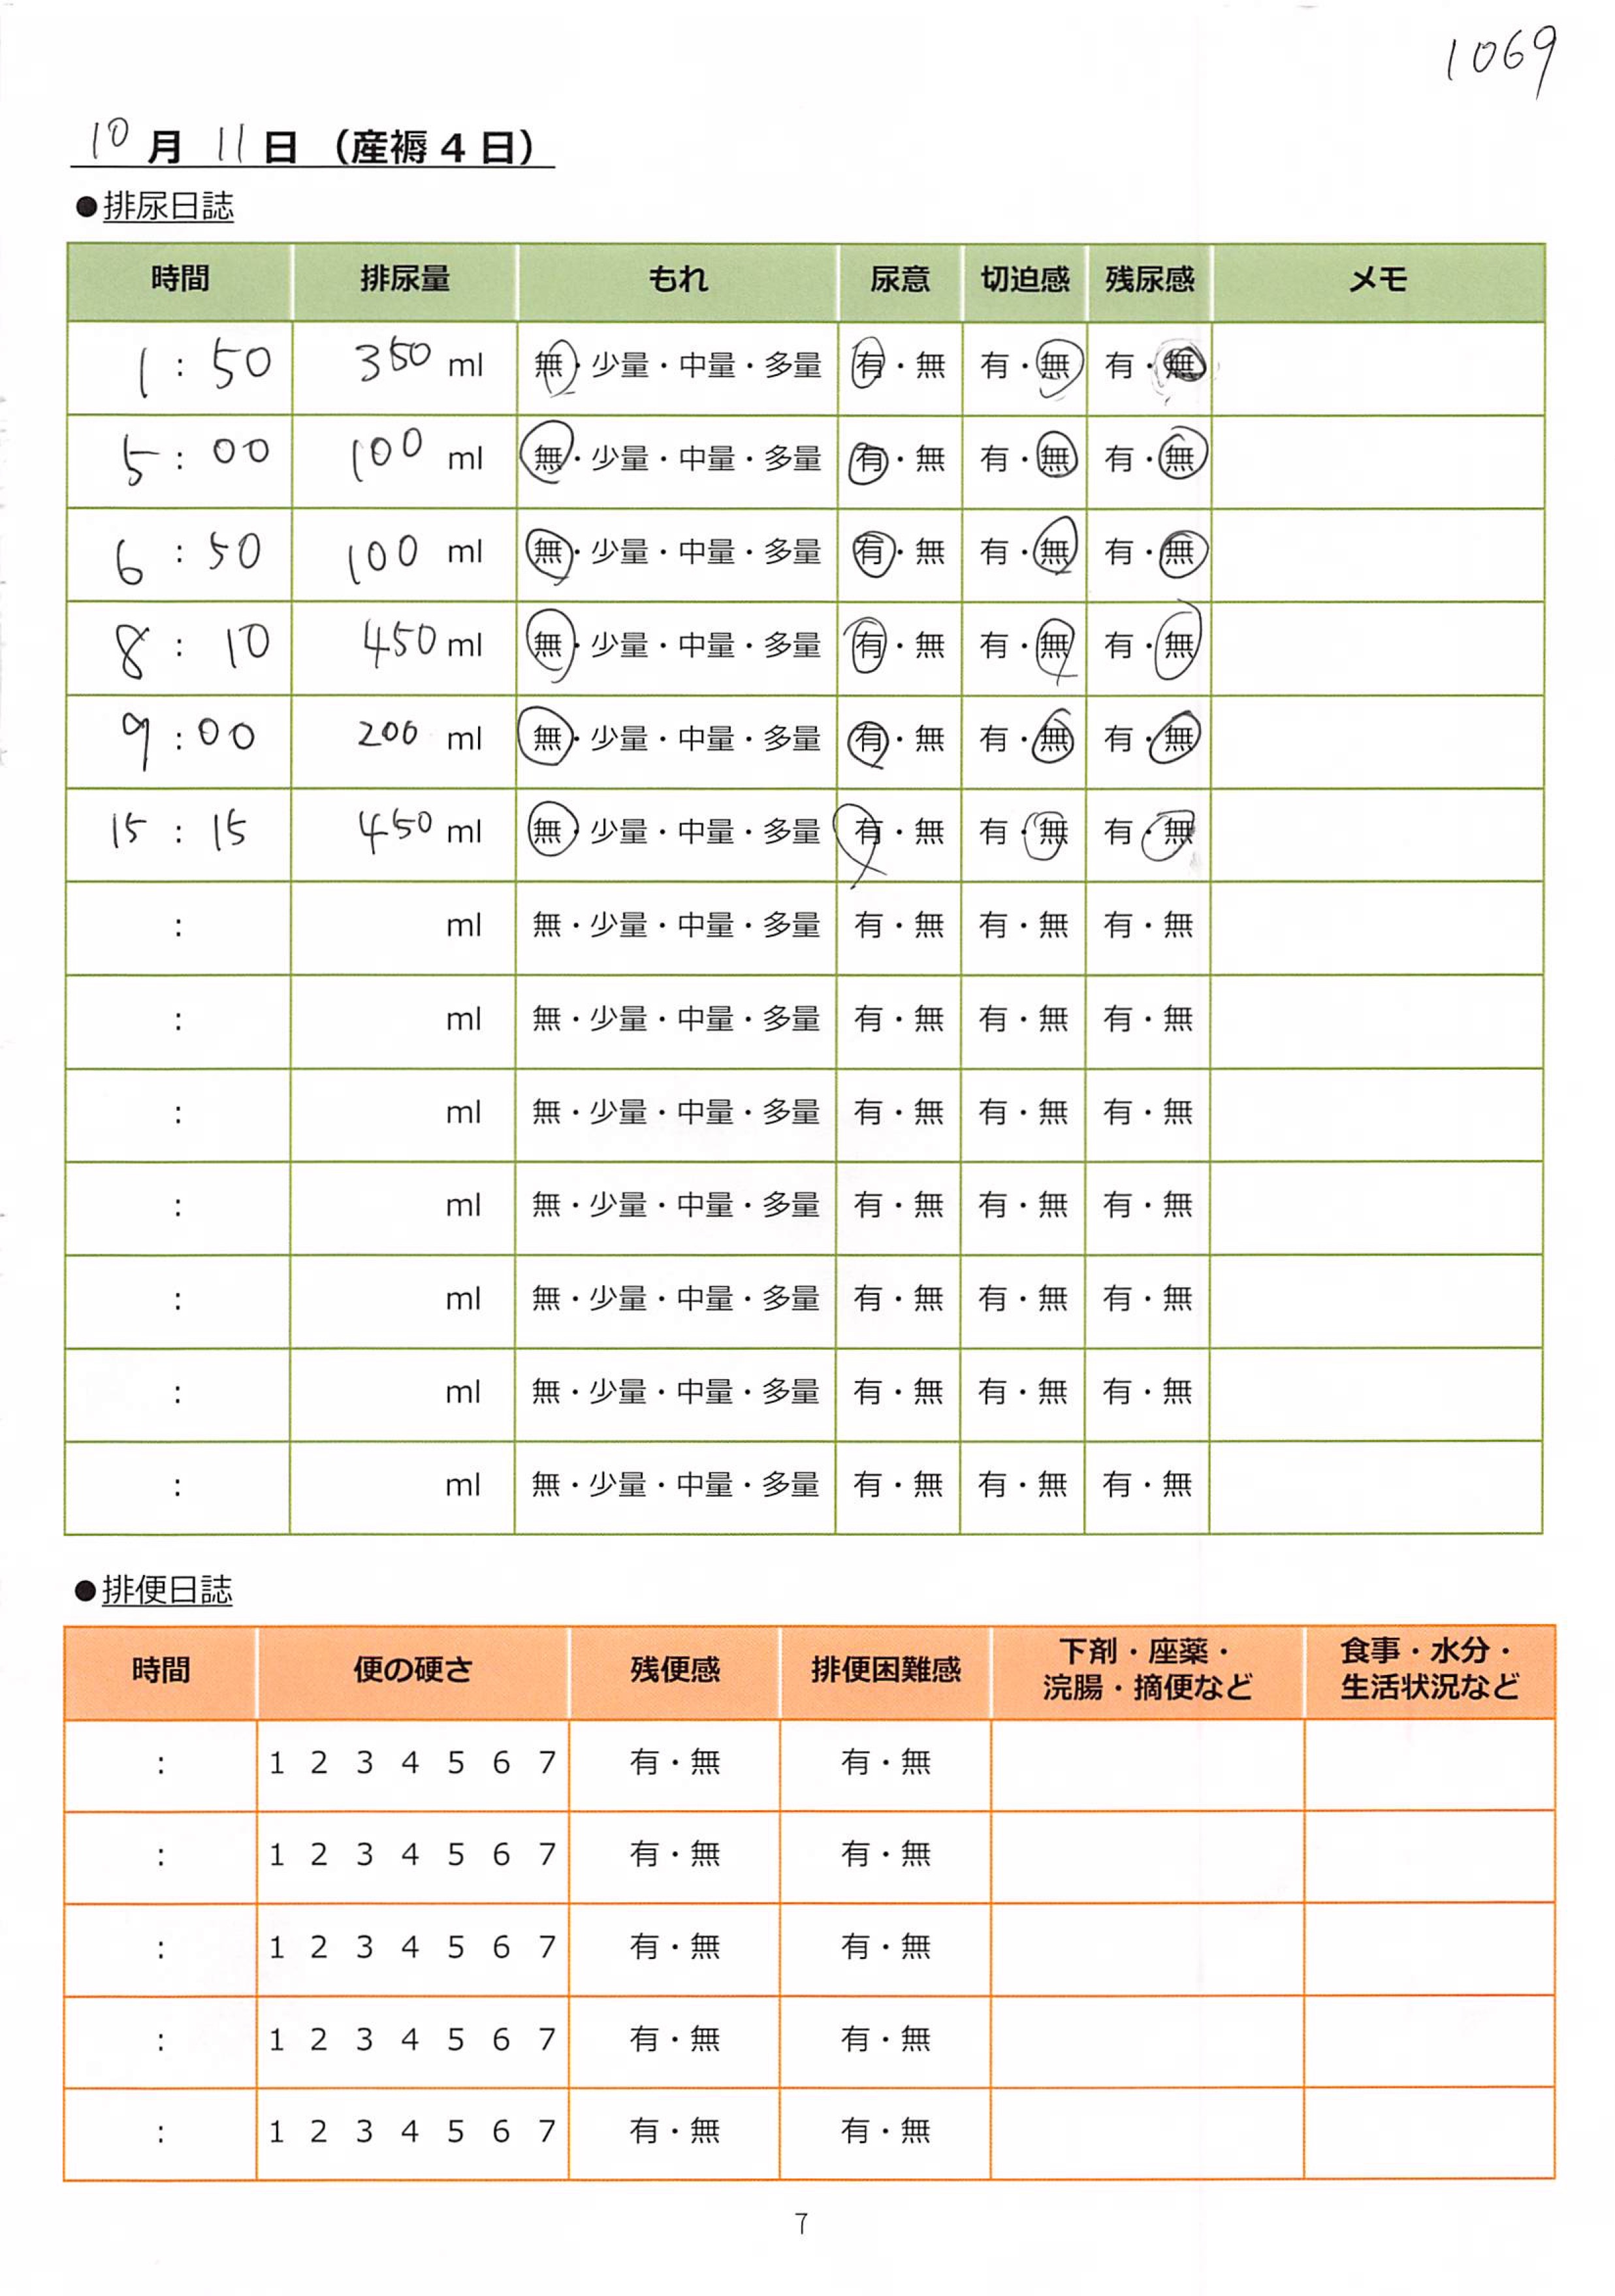 1069
10月11日（産褥4日）
●排尿日誌
時間 排尿量 もれ 尿意 切迫感 残尿感 メモ
1:50 350 ml 無・少量・中量・多量 有・無 有・無 有・無
5:00 100 ml 無・少量・中量・多量 有・無 有・無 有・無
6:50 100 ml 無・少量・中量・多量 有・無 有・無 有・無
8:10 450 ml 無・少量・中量・多量 有・無 有・無 有・無
9:00 200 ml 無・少量・中量・多量 有・無 有・無 有・無
15:15 450 ml 無・少量・中量・多量 有・無 有・無 有・無
: ml 無・少量・中量・多量 有・無 有・無 有・無
: ml 無・少量・中量・多量 有・無 有・無 有・無
: ml 無・少量・中量・多量 有・無 有・無 有・無
: ml 無・少量・中量・多量 有・無 有・無 有・無
: ml 無・少量・中量・多量 有・無 有・無 有・無
: ml 無・少量・中量・多量 有・無 有・無 有・無
: ml 無・少量・中量・多量 有・無 有・無 有・無
●排便日誌
時間 便の硬さ 残便感 排便困難感 下剤・座薬・浣腸・摘便など 食事・水分・生活状況など
: 1 2 3 4 5 6 7 有・無 有・無
: 1 2 3 4 5 6 7 有・無 有・無
: 1 2 3 4 5 6 7 有・無 有・無
: 1 2 3 4 5 6 7 有・無 有・無
: 1 2 3 4 5 6 7 有・無 有・無
7